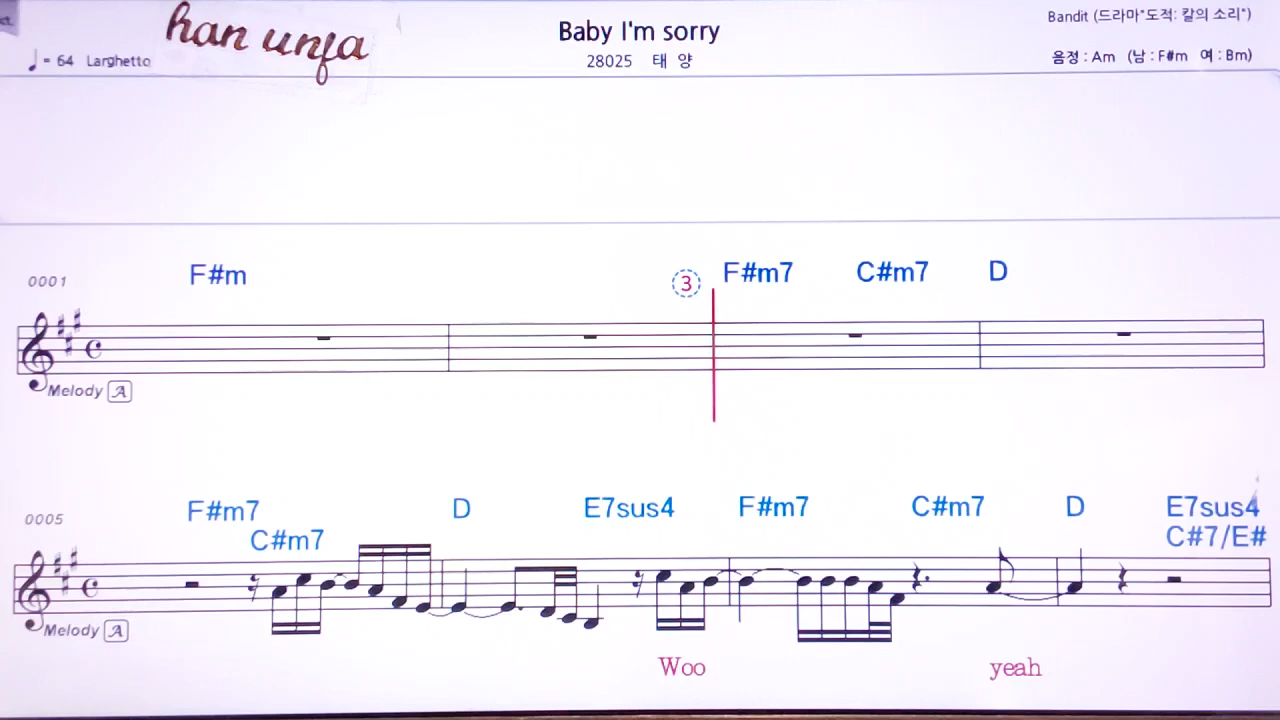 han unja
Baby I'm sorry
Bandit (드라마"도적: 칼의 소리")
♩ = 64 Larghetto
28025 태 양
음정 : Am (남 : F#m 여 : Bm)
0001
F#m
3
F#m7 C#m7 D
Melody A
0005
F#m7 D E7sus4 F#m7 C#m7 D E7sus4
C#m7 C#7/E#
Melody A
Woo yeah